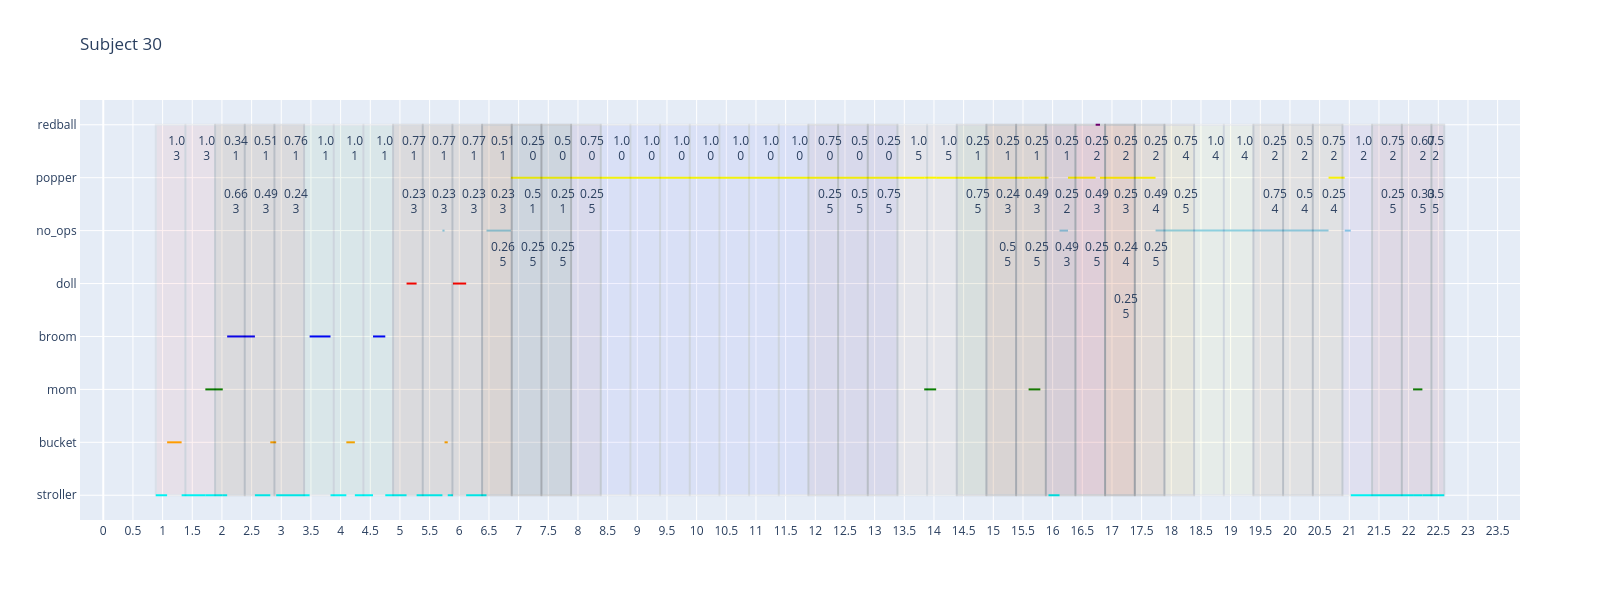 Subject 30
redball
1.0 1.0 0.34 0.51 0.76 1.0 1.0 1.0 0.77 0.77 0.77 0.51 0.25 0.5 0.75 1.0 1.0 1.0 1.0 1.0 1.0 1.0 0.75 0.5 0.25 1.0 1.0 0.25 0.25 0.25 0.25 0.25 0.25 0.25 0.75 1.0 1.0 0.25 0.5 0.75 1.0 0.75 0.67 0.5
3 3 1 1 1 1 1 1 1 1 1 1 0 0 0 0 0 0 0 0 0 0 0 0 0 5 5 1 1 1 1 2 2 2 4 4 4 2 2 2 2 2 2 2
popper
0.66 0.49 0.24 0.23 0.23 0.23 0.23 0.5 0.25 0.25 0.25 0.5 0.75 0.75 0.24 0.49 0.25 0.49 0.25 0.49 0.25 0.75 0.5 0.25 0.25 0.33 0.5
3 3 3 3 3 3 3 1 1 5 5 5 5 5 3 3 2 3 3 4 5 4 4 4 5 5 5
no_ops
0.26 0.25 0.25 0.5 0.25 0.49 0.25 0.24 0.25
5 5 5 5 5 3 5 4 5
doll
0.25
5
broom
mom
bucket
stroller
0 0.5 1 1.5 2 2.5 3 3.5 4 4.5 5 5.5 6 6.5 7 7.5 8 8.5 9 9.5 10 10.5 11 11.5 12 12.5 13 13.5 14 14.5 15 15.5 16 16.5 17 17.5 18 18.5 19 19.5 20 20.5 21 21.5 22 22.5 23 23.5